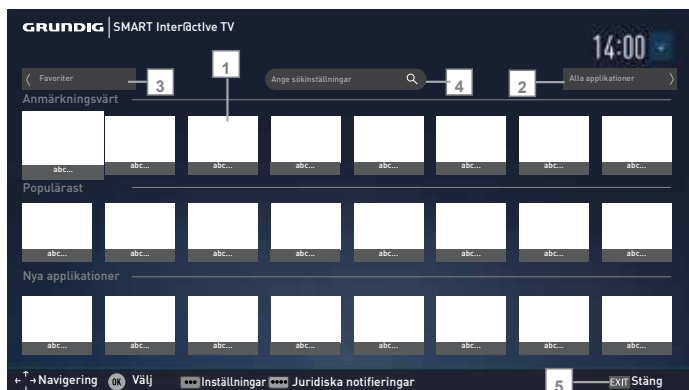 GRUNDIG SMART Inter@ctIve TV
14:00
1
Favoriter
3
Ange sökinställningar
4
2
Alla applikationer
Anmärkningsvärt
abc... abc... abc... abc... abc... abc... abc... abc...
Populärast
abc... abc... abc... abc... abc... abc... abc... abc...
Nya applikationer
abc... abc... abc... abc... abc... abc... abc... abc...
Navigering OK Välj Inställningar Juridiska notifieringar 5 EXIT Stäng